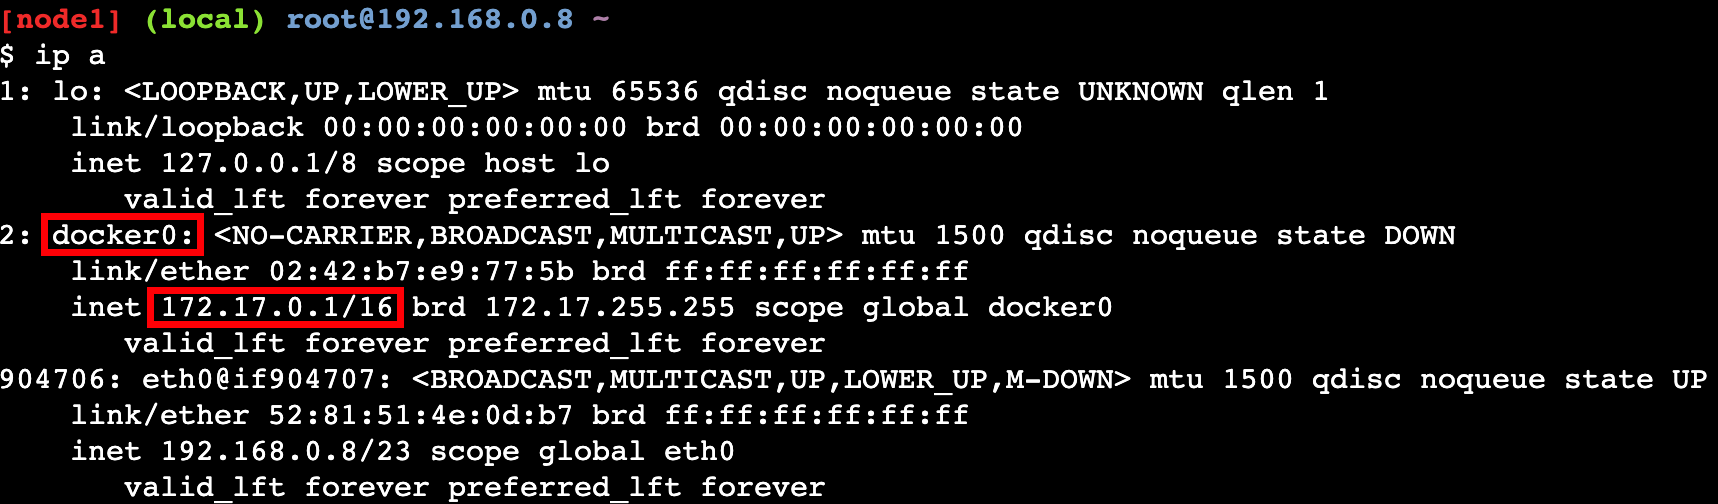 [node1] (local) root@192.168.0.8 ~
$ ip a
1: lo: <LOOPBACK,UP,LOWER_UP> mtu 65536 qdisc noqueue state UNKNOWN qlen 1
    link/loopback 00:00:00:00:00:00 brd 00:00:00:00:00:00
    inet 127.0.0.1/8 scope host lo
       valid_lft forever preferred_lft forever
2: docker0: <NO-CARRIER,BROADCAST,MULTICAST,UP> mtu 1500 qdisc noqueue state DOWN
    link/ether 02:42:b7:e9:77:5b brd ff:ff:ff:ff:ff:ff
    inet 172.17.0.1/16 brd 172.17.255.255 scope global docker0
       valid_lft forever preferred_lft forever
904706: eth0@if904707: <BROADCAST,MULTICAST,UP,LOWER_UP,M-DOWN> mtu 1500 qdisc noqueue state UP
    link/ether 52:81:51:4e:0d:b7 brd ff:ff:ff:ff:ff:ff
    inet 192.168.0.8/23 scope global eth0
       valid_lft forever preferred_lft forever